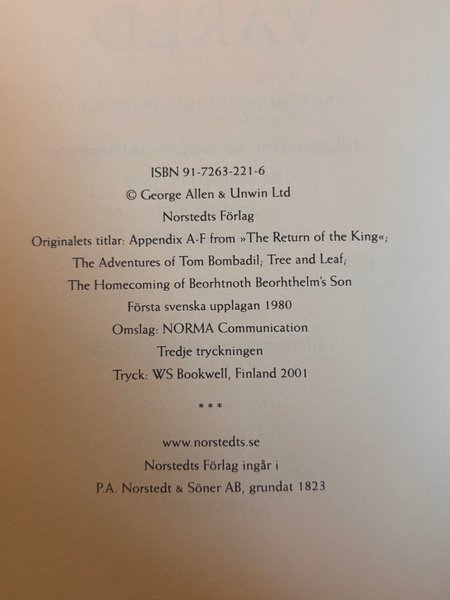 VÄRLD
ISBN 91-7263-221-6
© George Allen & Unwin Ltd
Norstedts Förlag
Originalets titlar: Appendix A-F from »The Return of the King«;
The Adventures of Tom Bombadil; Tree and Leaf;
The Homecoming of Beorhtnoth Beorhthelm's Son
Första svenska upplagan 1980
Omslag: NORMA Communication
Tredje tryckningen
Tryck: WS Bookwell, Finland 2001
***
www.norstedts.se
Norstedts Förlag ingår i
P.A. Norstedt & Söner AB, grundat 1823